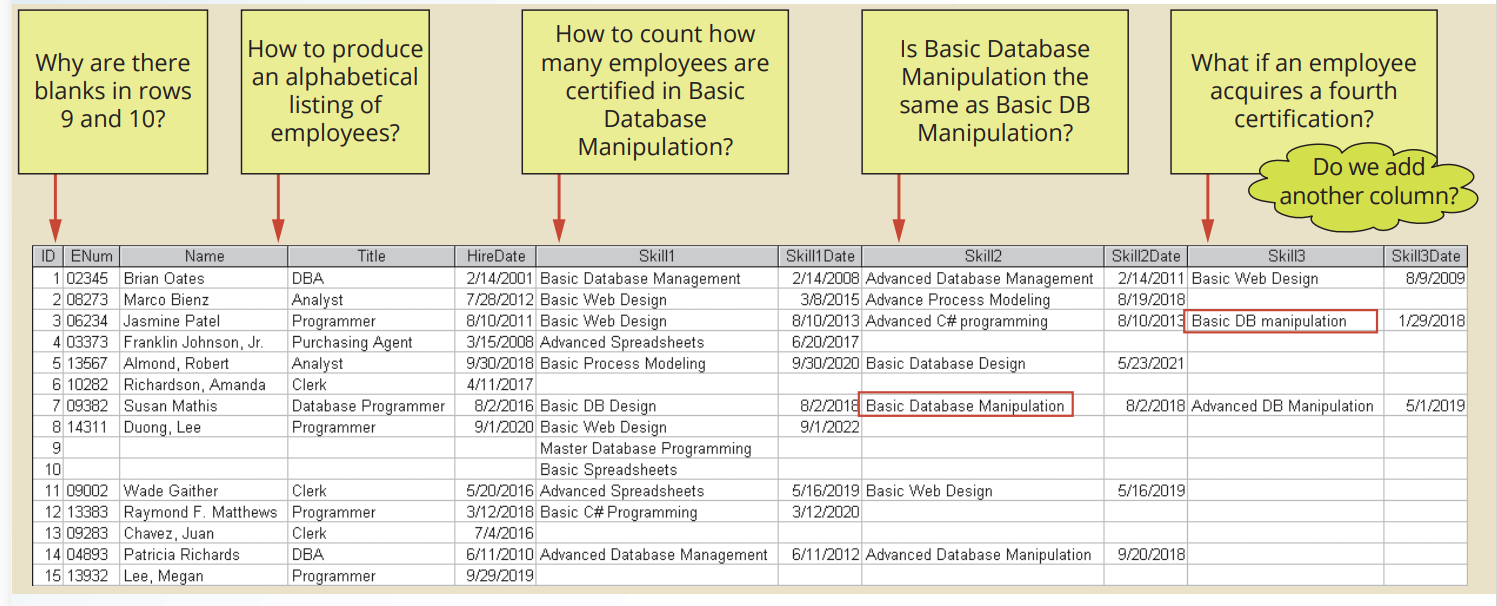 Why are there
blanks in rows
9 and 10?
How to produce
an alphabetical
listing of
employees?
How to count how
many employees are
certified in Basic
Database
Manipulation?
Is Basic Database
Manipulation the
same as Basic DB
Manipulation?
What if an employee
acquires a fourth
certification?
Do we add
another column?
ID ENum Name Title HireDate Skill1 Skill1Date Skill2 Skill2Date Skill3 Skill3Date
1 02345 Brian Oates DBA 2/14/2001 Basic Database Management 2/14/2008 Advanced Database Management 2/14/2011 Basic Web Design 8/9/2009
2 08273 Marco Bienz Analyst 7/28/2012 Basic Web Design 3/8/2015 Advance Process Modeling 8/19/2018
3 06234 Jasmine Patel Programmer 8/10/2011 Basic Web Design 8/10/2013 Advanced C# programming 8/10/2013 Basic DB manipulation 1/29/2018
4 03373 Franklin Johnson, Jr. Purchasing Agent 3/15/2008 Advanced Spreadsheets 6/20/2017
5 13567 Almond, Robert Analyst 9/30/2018 Basic Process Modeling 9/30/2020 Basic Database Design 5/23/2021
6 10282 Richardson, Amanda Clerk 4/11/2017
7 09382 Susan Mathis Database Programmer 8/2/2016 Basic DB Design 8/2/2018 Basic Database Manipulation 8/2/2018 Advanced DB Manipulation 5/1/2019
8 14311 Duong, Lee Programmer 9/1/2020 Basic Web Design 9/1/2022
9 Master Database Programming
10 Basic Spreadsheets
11 09002 Wade Gaither Clerk 5/20/2016 Advanced Spreadsheets 5/16/2019 Basic Web Design 5/16/2019
12 13383 Raymond F. Matthews Programmer 3/12/2018 Basic C# Programming 3/12/2020
13 09283 Chavez, Juan Clerk 7/4/2016
14 04893 Patricia Richards DBA 6/11/2010 Advanced Database Management 6/11/2012 Advanced Database Manipulation 9/20/2018
15 13932 Lee, Megan Programmer 9/29/2019